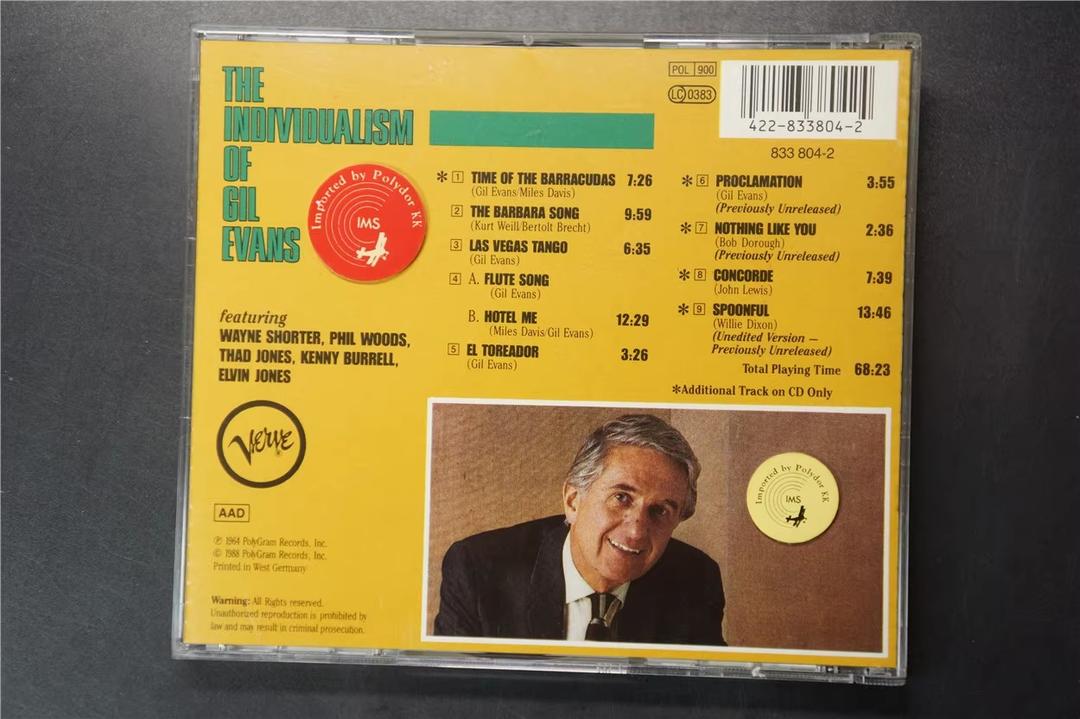 THE
INDIVIDUALISM
OF
GIL
EVANS
Imported by Polydor KK
IMS
featuring
WAYNE SHORTER, PHIL WOODS,
THAD JONES, KENNY BURRELL,
ELVIN JONES
Verve
AAD
℗ 1964 PolyGram Records, Inc.
© 1988 PolyGram Records, Inc.
Printed in West Germany
Warning: All Rights reserved.
Unauthorized reproduction is prohibited by
law and may result in criminal prosecution.
* 1 TIME OF THE BARRACUDAS 7:26
(Gil Evans/Miles Davis)
2 THE BARBARA SONG 9:59
(Kurt Weill/Bertolt Brecht)
3 LAS VEGAS TANGO 6:35
(Gil Evans)
4 A. FLUTE SONG
(Gil Evans)
B. HOTEL ME 12:29
(Miles Davis/Gil Evans)
5 EL TOREADOR 3:26
(Gil Evans)
POL 900
LC 0383
422-833804-2
833 804-2
* 6 PROCLAMATION 3:55
(Gil Evans)
(Previously Unreleased)
* 7 NOTHING LIKE YOU 2:36
(Bob Dorough)
(Previously Unreleased)
* 8 CONCORDE 7:39
(John Lewis)
* 9 SPOONFUL 13:46
(Willie Dixon)
(Unedited Version —
Previously Unreleased)
Total Playing Time 68:23
*Additional Track on CD Only
Imported by Polydor KK
IMS